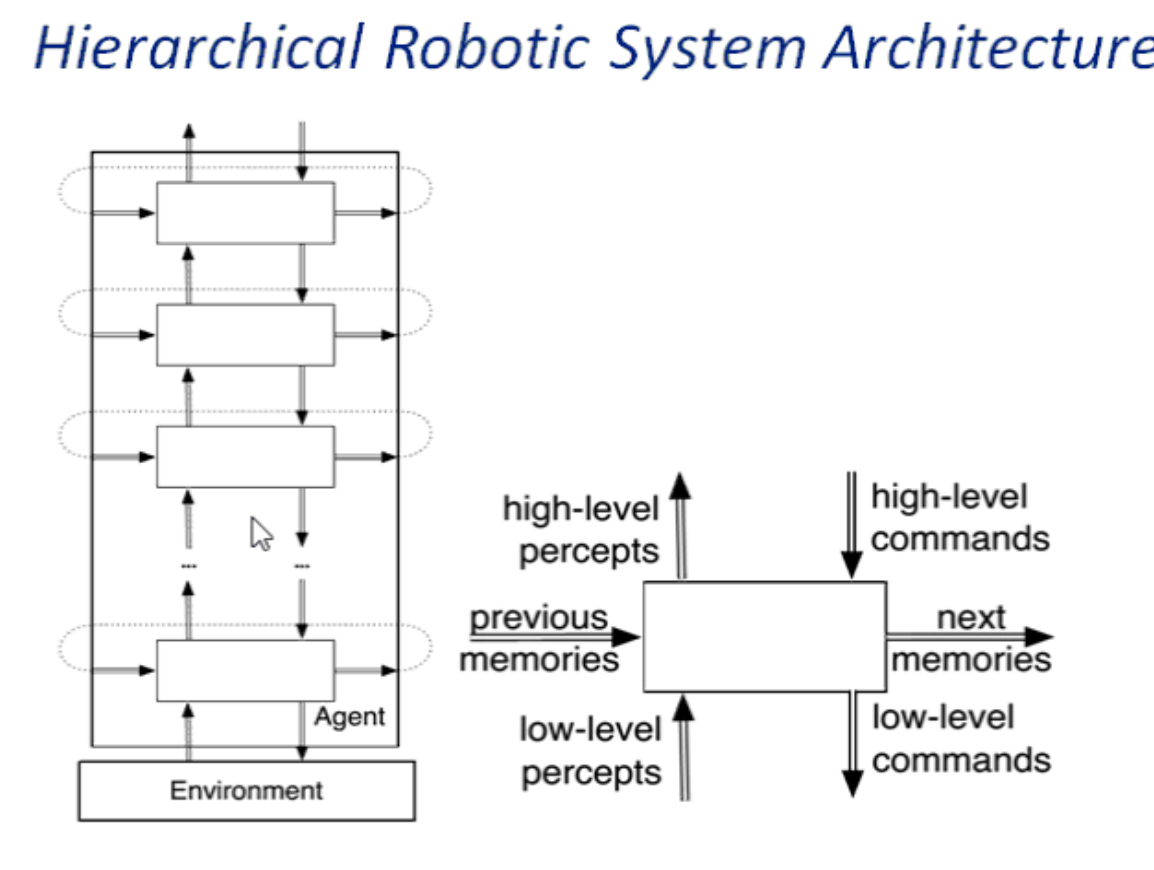 Hierarchical Robotic System Architecture
...
...
Agent
Environment
high-level
percepts
high-level
commands
previous
memories
next
memories
low-level
percepts
low-level
commands